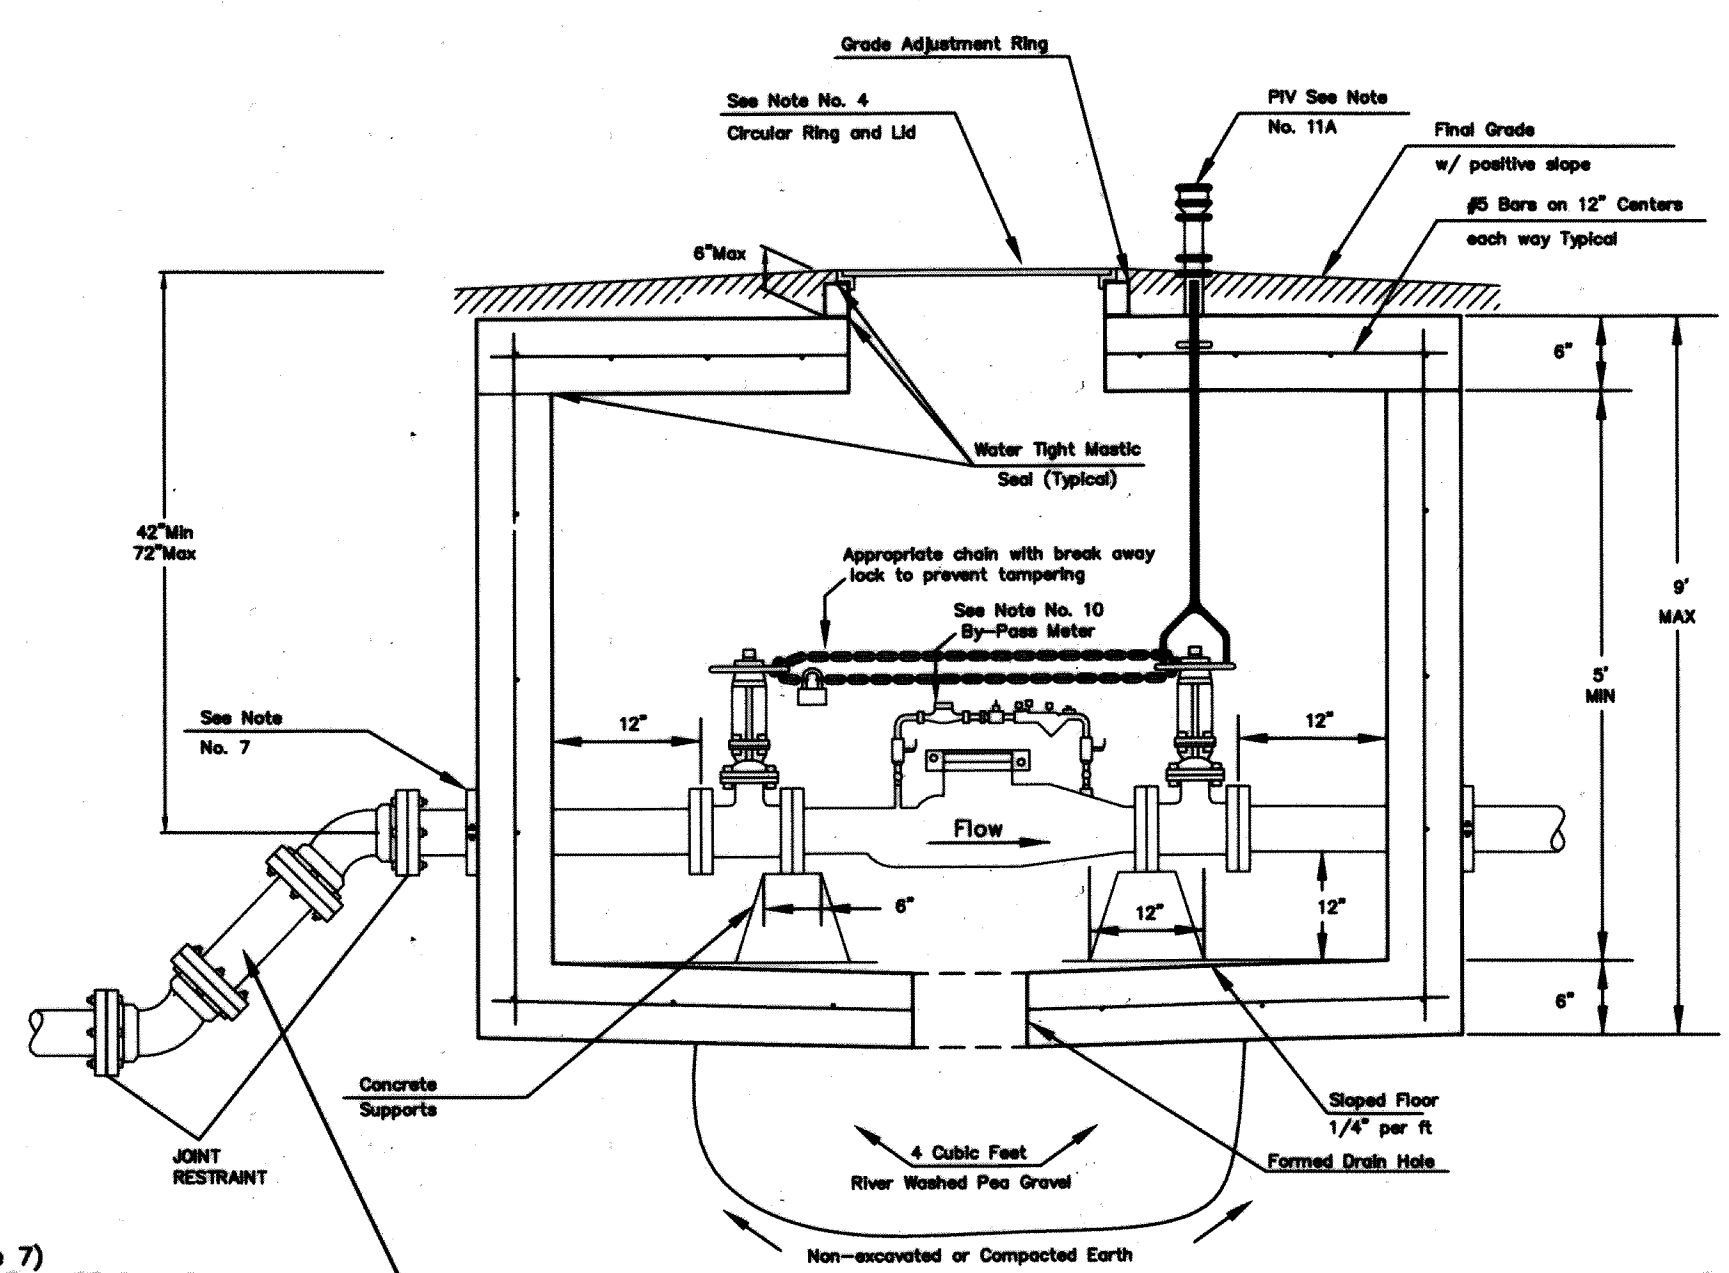 Grade Adjustment Ring
See Note No. 4
Circular Ring and Lid
PIV See Note
No. 11A
Final Grade
w/ positive slope
#5 Bars on 12" Centers
each way Typical
6"Max
6"
Water Tight Mastic
Seal (Typical)
42"Min
72"Max
Appropriate chain with break away
lock to prevent tampering
See Note No. 10
By-Pass Meter
9'
MAX
5'
MIN
See Note
No. 7
12"
12"
Flow
6"
12"
12"
6"
Concrete
Supports
Sloped Floor
1/4" per ft
JOINT
RESTRAINT
4 Cubic Feet
River Washed Pea Gravel
Formed Drain Hole
Non-excavated or Compacted Earth
7)